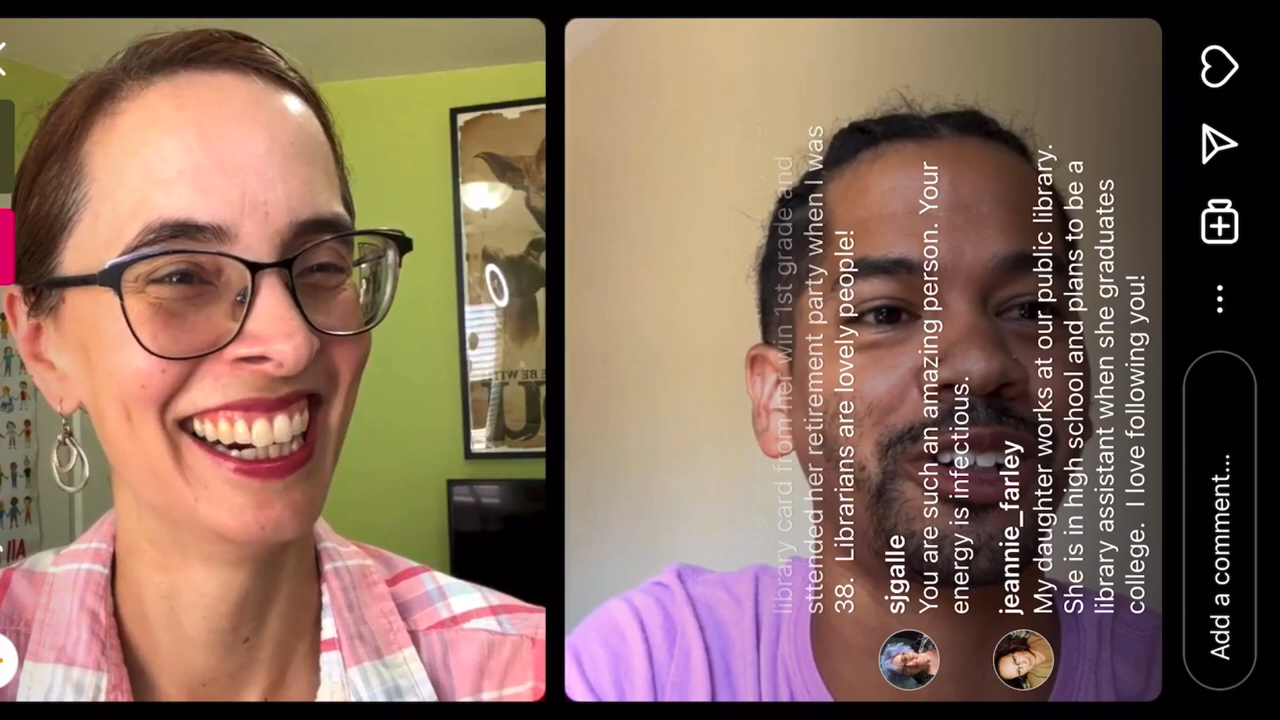 library card from her win 1st grade and
sttended her retirement party when I was
38. Librarians are lovely people!
sjgalle
You are such an amazing person. Your
energy is infectious.
jeannie_farley
My daughter works at our public library.
She is in high school and plans to be a
library assistant when she graduates
college. I love following you!
Add a comment...